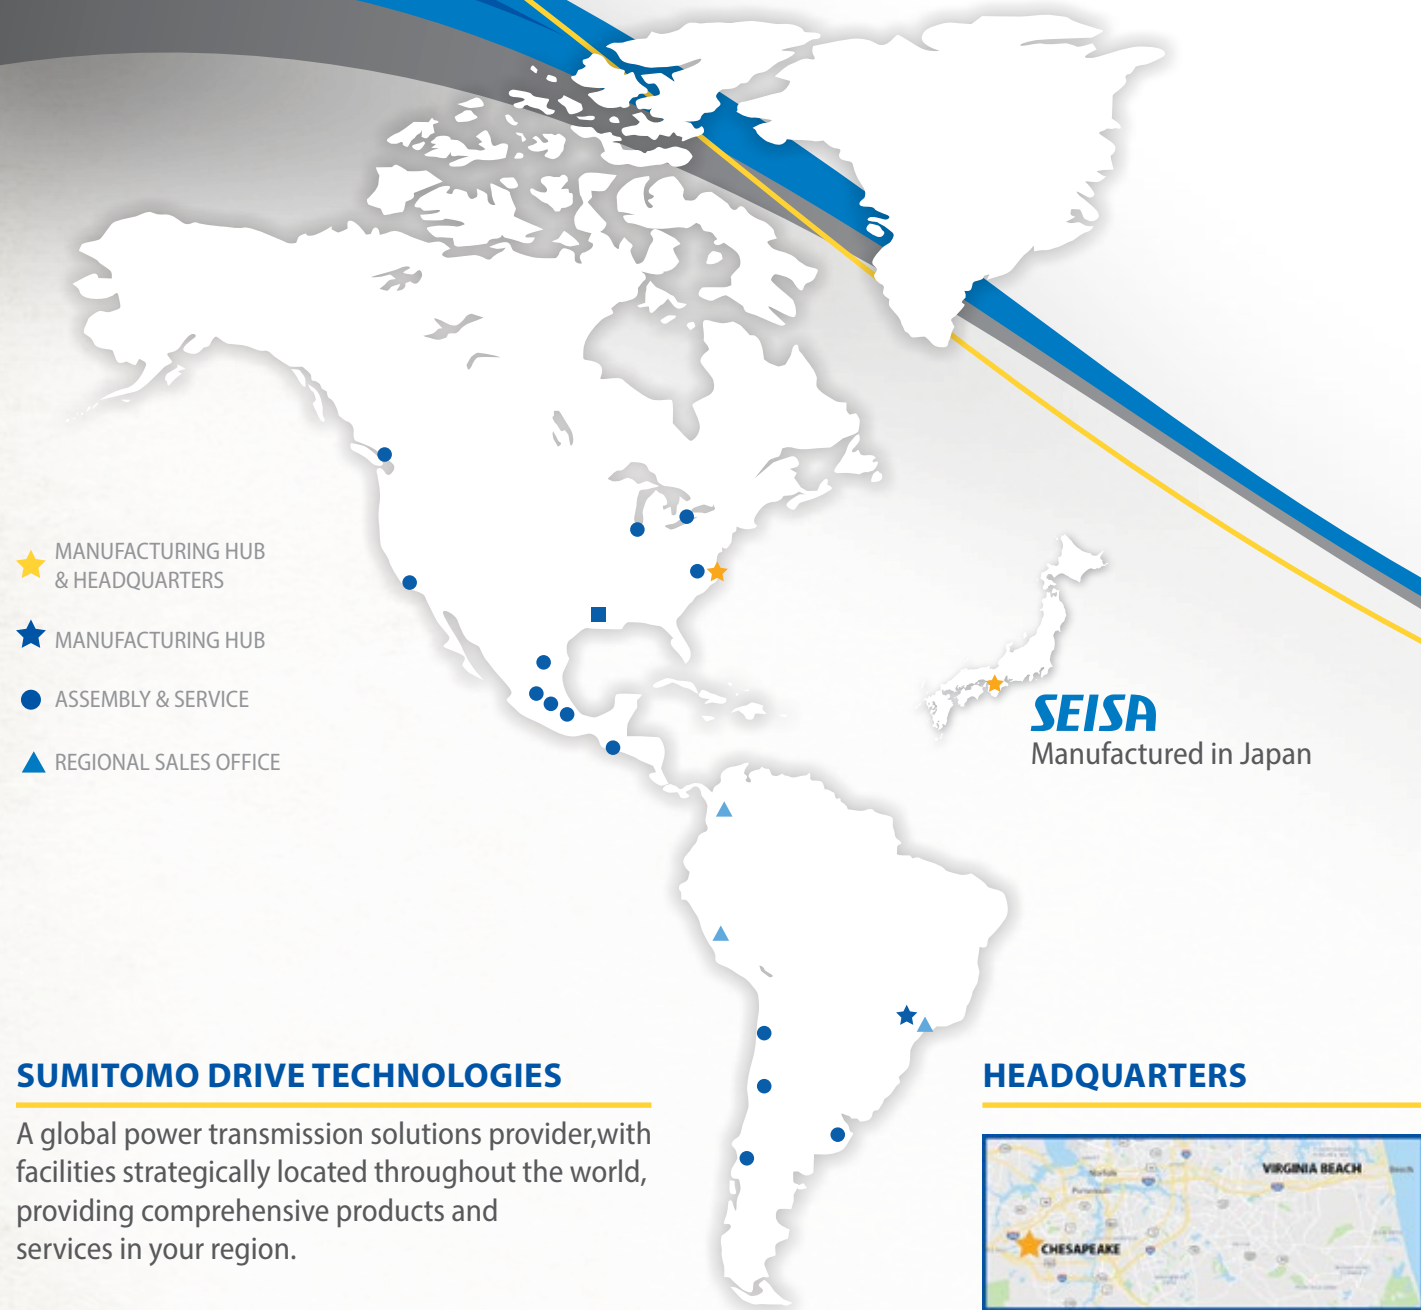 MANUFACTURING HUB
& HEADQUARTERS
MANUFACTURING HUB
ASSEMBLY & SERVICE
REGIONAL SALES OFFICE
SEISA
Manufactured in Japan
SUMITOMO DRIVE TECHNOLOGIES
A global power transmission solutions provider,with
facilities strategically located throughout the world,
providing comprehensive products and
services in your region.
HEADQUARTERS
VIRGINIA BEACH
Beach
Norfolk
Portsmouth
CHESAPEAKE